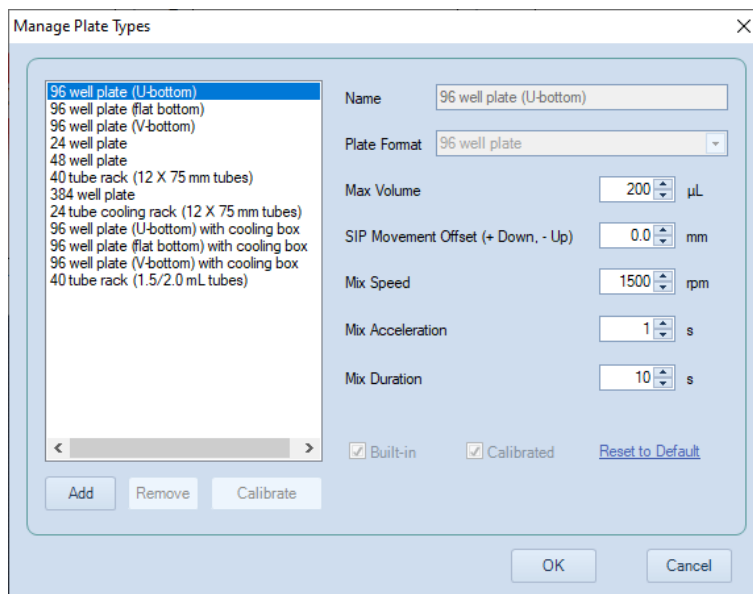 Manage Plate Types
96 well plate (U-bottom)
96 well plate (flat bottom)
96 well plate (V-bottom)
24 well plate
48 well plate
40 tube rack (12 X 75 mm tubes)
384 well plate
24 tube cooling rack (12 X 75 mm tubes)
96 well plate (U-bottom) with cooling box
96 well plate (flat bottom) with cooling box
96 well plate (V-bottom) with cooling box
40 tube rack (1.5/2.0 mL tubes)
Add
Remove
Calibrate
Name 96 well plate (U-bottom)
Plate Format 96 well plate
Max Volume 200 µL
SIP Movement Offset (+ Down, - Up) 0.0 mm
Mix Speed 1500 rpm
Mix Acceleration 1 s
Mix Duration 10 s
Built-in Calibrated Reset to Default
OK Cancel